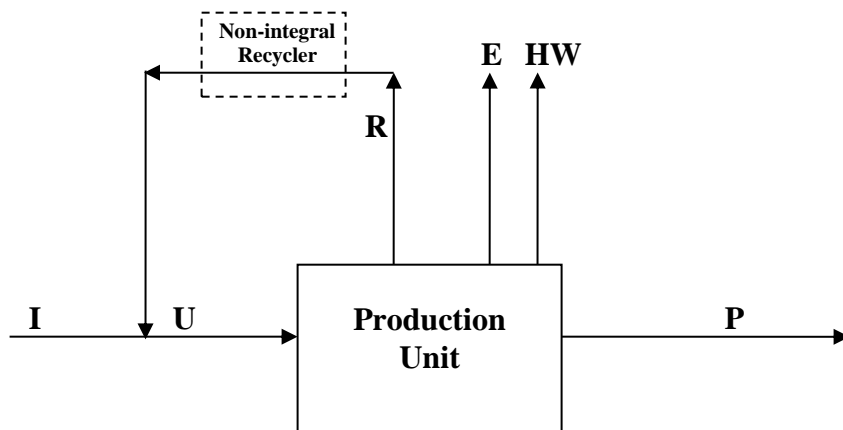 Non-integral
Recycler
E HW
R
I U
Production
Unit
P